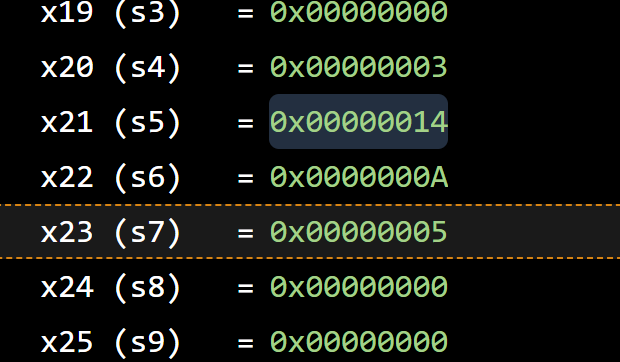 x19 (s3)   = 0x00000000
x20 (s4)   = 0x00000003
x21 (s5)   = 0x00000014
x22 (s6)   = 0x0000000A
x23 (s7)   = 0x00000005
x24 (s8)   = 0x00000000
x25 (s9)   = 0x00000000